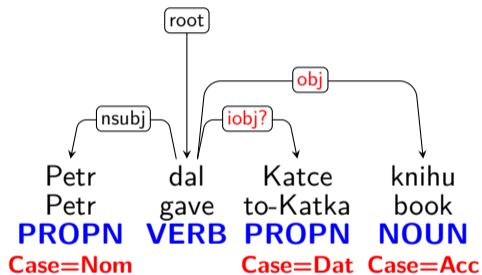 root
obj
nsubj iobj?
Petr dal Katce knihu
Petr gave to-Katka book
PROPN VERB PROPN NOUN
Case=Nom Case=Dat Case=Acc